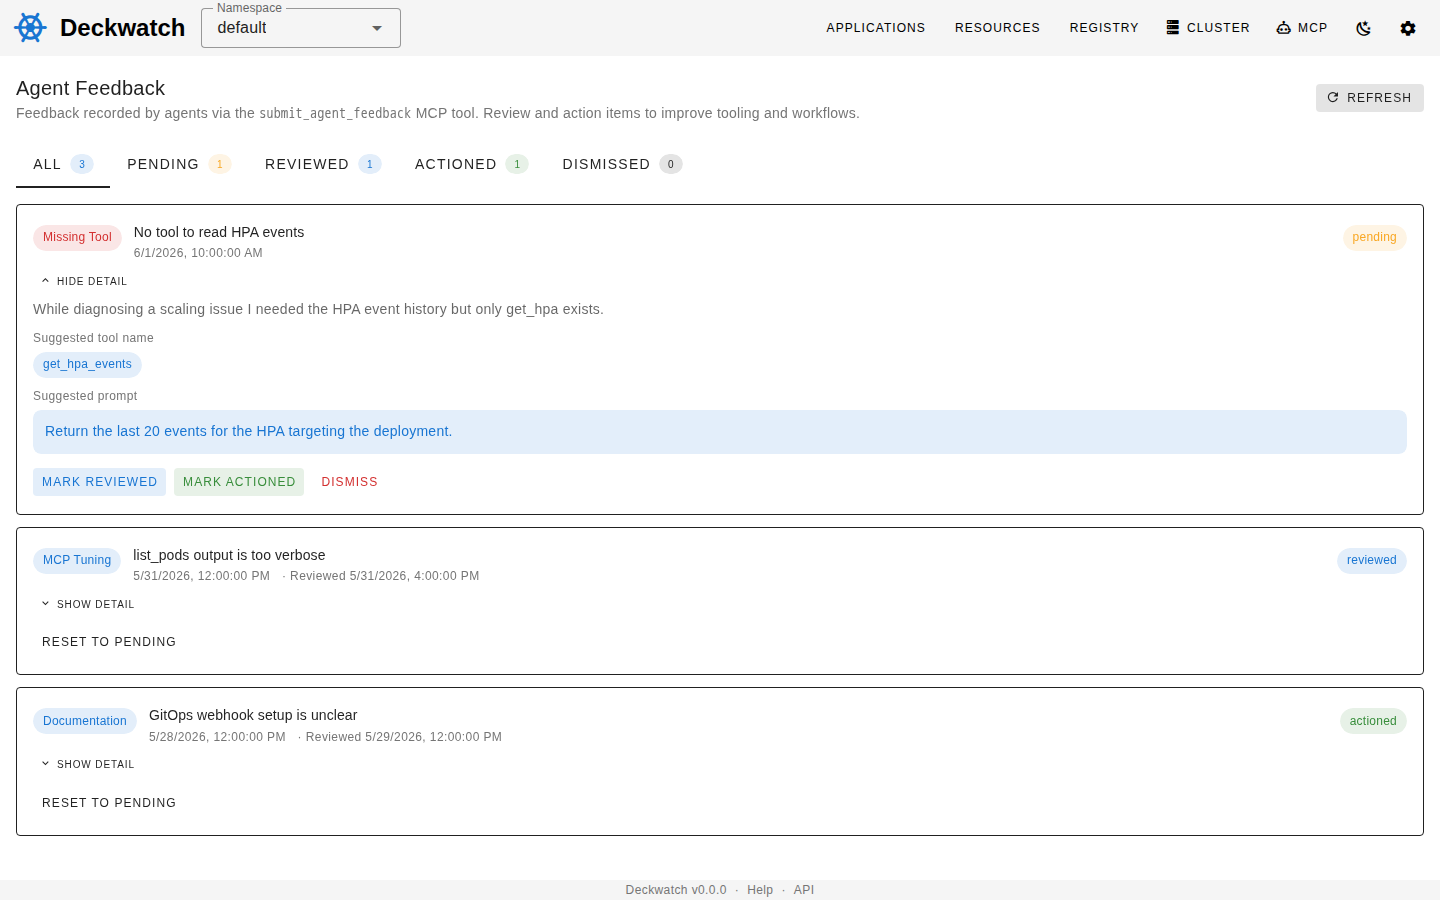 Deckwatch
Namespace
default
APPLICATIONS
RESOURCES
REGISTRY
CLUSTER
MCP
Agent Feedback
Feedback recorded by agents via the submit_agent_feedback MCP tool. Review and action items to improve tooling and workflows.
REFRESH
ALL 3
PENDING 1
REVIEWED 1
ACTIONED 1
DISMISSED 0
Missing Tool
No tool to read HPA events
6/1/2026, 10:00:00 AM
pending
HIDE DETAIL
While diagnosing a scaling issue I needed the HPA event history but only get_hpa exists.
Suggested tool name
get_hpa_events
Suggested prompt
Return the last 20 events for the HPA targeting the deployment.
MARK REVIEWED
MARK ACTIONED
DISMISS
MCP Tuning
list_pods output is too verbose
5/31/2026, 12:00:00 PM · Reviewed 5/31/2026, 4:00:00 PM
reviewed
SHOW DETAIL
RESET TO PENDING
Documentation
GitOps webhook setup is unclear
5/28/2026, 12:00:00 PM · Reviewed 5/29/2026, 12:00:00 PM
actioned
SHOW DETAIL
RESET TO PENDING
Deckwatch v0.0.0 · Help · API